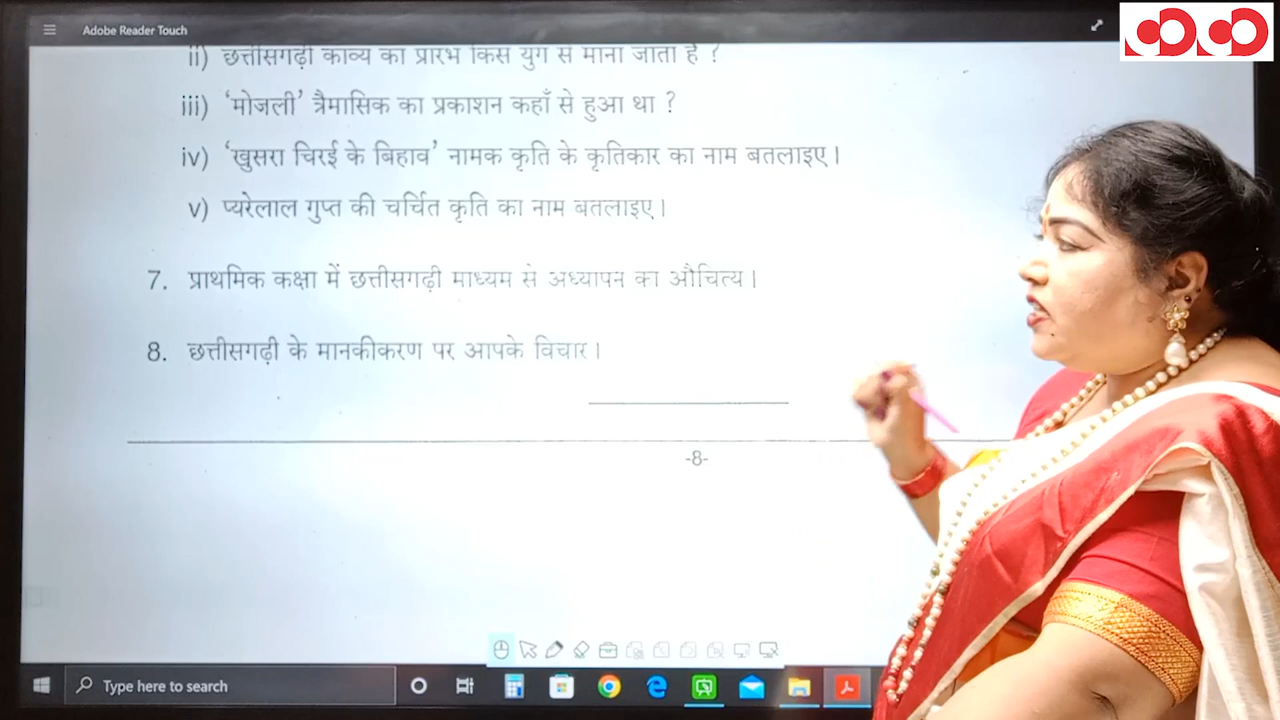 Adobe Reader Touch
ii) छत्तीसगढ़ी काव्य का प्रारंभ किस युग से माना जाता है ?
iii) ‘मोजली’ त्रैमासिक का प्रकाशन कहाँ से हुआ था ?
iv) ‘खुसरा चिरई के बिहाव’ नामक कृति के कृतिकार का नाम बतलाइए।
v) प्यरेलाल गुप्त की चर्चित कृति का नाम बतलाइए।
7. प्राथमिक कक्षा में छत्तीसगढ़ी माध्यम से अध्यापन का औचित्य।
8. छत्तीसगढ़ी के मानकीकरण पर आपके विचार।
-8-
Type here to search